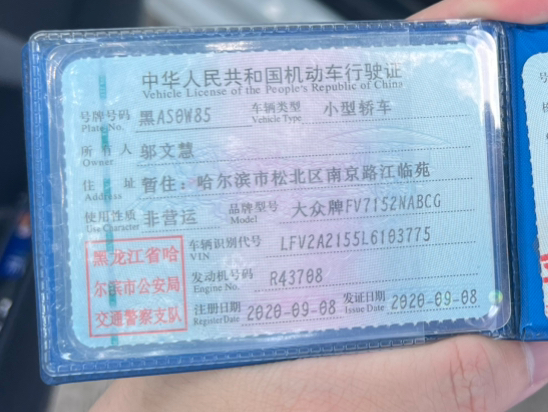 中华人民共和国机动车行驶证
Vehicle License of the People's Republic of China
号牌号码 黑AS0W85 车辆类型 小型轿车
Plate No. Vehicle Type
所有人 邬文慧
Owner
住址 暂住：哈尔滨市松北区南京路江临苑
Address
使用性质 非营运 品牌型号 大众牌FV7152NABCG
Use Character Model
黑龙江省哈
尔滨市公安局
交通警察支队
车辆识别代号 LFV2A2155L6103775
VIN
发动机号码 R43708
Engine No.
注册日期 2020-09-08 发证日期 2020-09-08
Register Date Issue Date